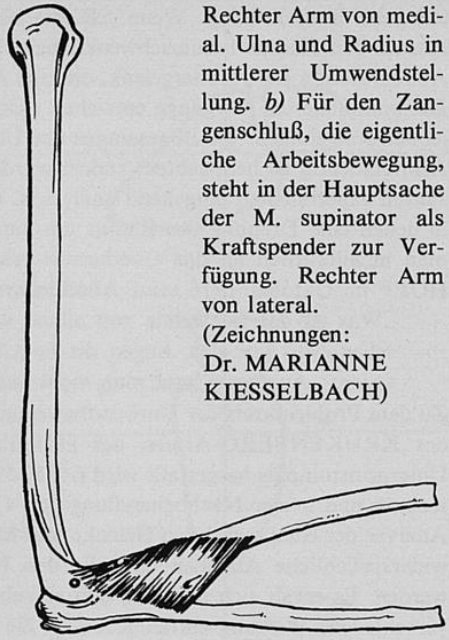 Rechter Arm von medi-
al. Ulna und Radius in
mittlerer Umwendstel-
lung. b) Für den Zan-
genschluß, die eigentli-
che Arbeitsbewegung,
steht in der Hauptsache
der M. supinator als
Kraftspender zur Ver-
fügung. Rechter Arm
von lateral.
(Zeichnungen:
Dr. MARIANNE
KIESSELBACH)